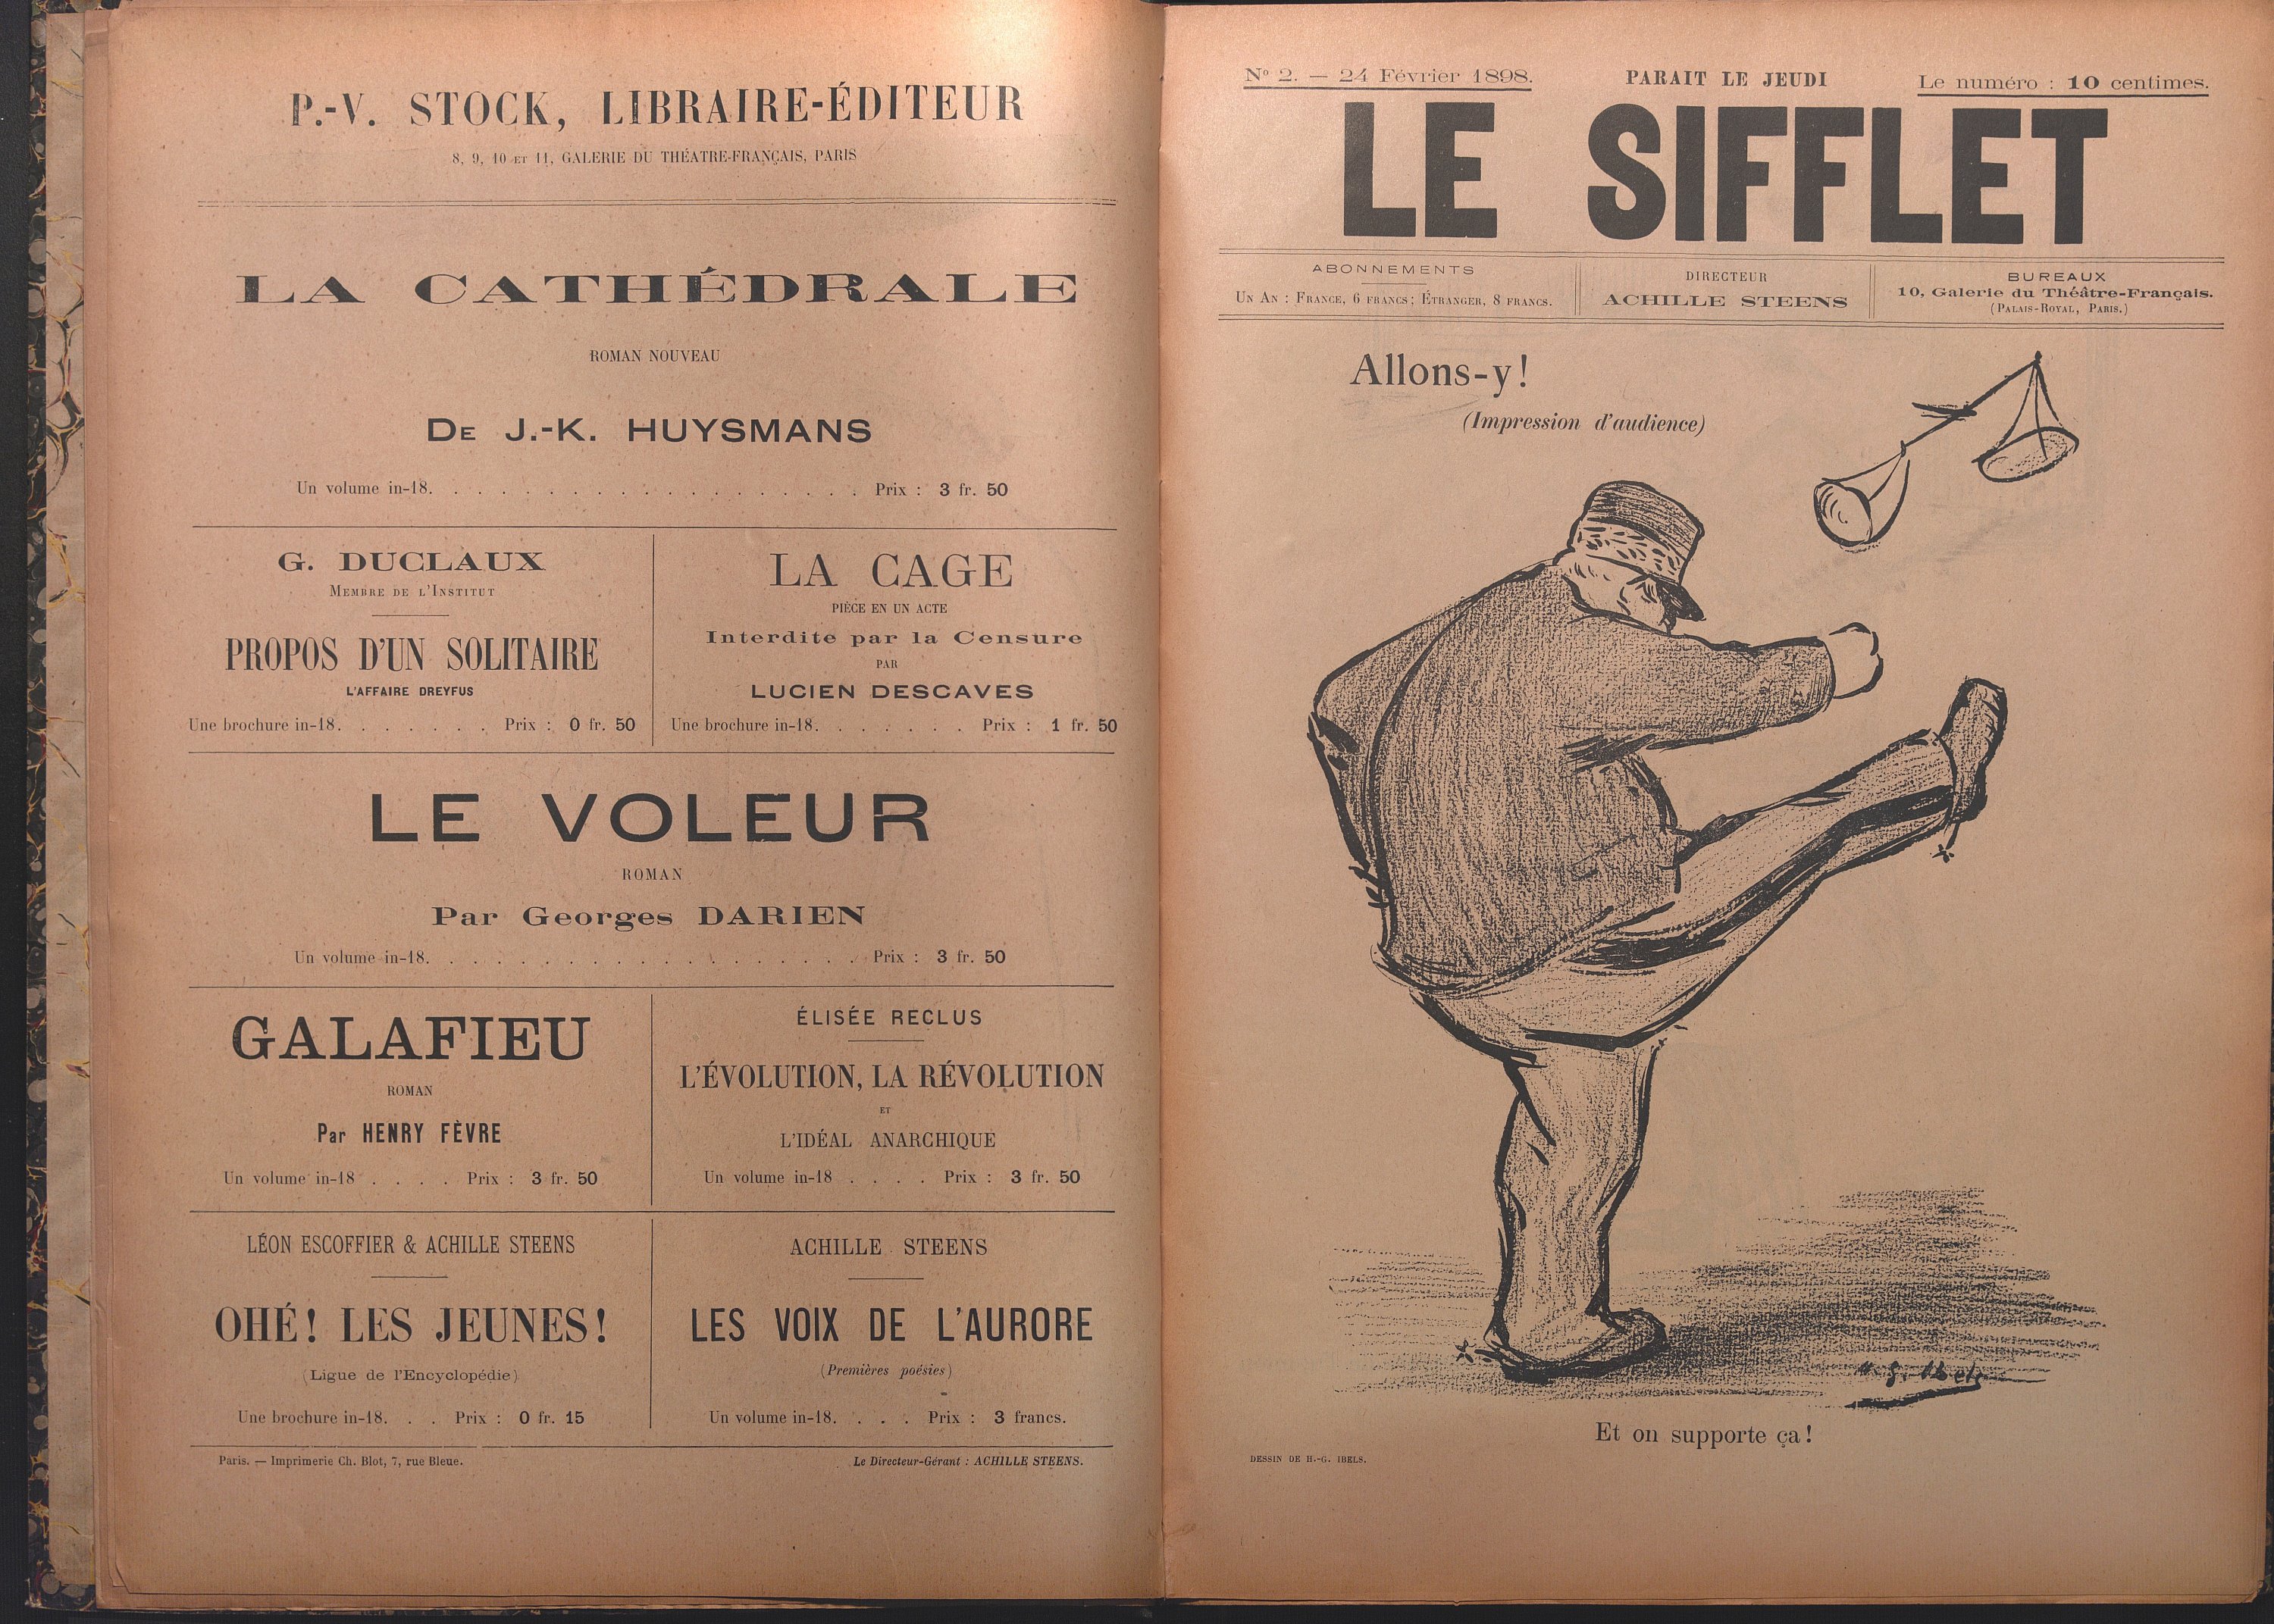 P.-V. STOCK, LIBRAIRE-ÉDITEUR
8, 9, 10 ET 11, GALERIE DU THÉATRE-FRANÇAIS, PARIS
LA CATHÉDRALE
ROMAN NOUVEAU
DE J.-K. HUYSMANS
Un volume in-18. . . . . . . . . . . . . . . . . . . Prix : 3 fr. 50
G. DUCLAUX
MEMBRE DE L'INSTITUT
PROPOS D'UN SOLITAIRE
L'AFFAIRE DREYFUS
Une brochure in-18. . . . . . . Prix : 0 fr. 50
LA CAGE
PIÈCE EN UN ACTE
Interdite par la Censure
PAR
LUCIEN DESCAVES
Une brochure in-18. . . . . . . Prix : 1 fr. 50
LE VOLEUR
ROMAN
Par Georges DARIEN
Un volume in-18. . . . . . . . . . . . . . . . . . . Prix : 3 fr. 50
GALAFIEU
ROMAN
Par HENRY FÈVRE
Un volume in-18 . . . . Prix : 3 fr. 50
ÉLISÉE RECLUS
L'ÉVOLUTION, LA RÉVOLUTION
ET
L'IDÉAL ANARCHIQUE
Un volume in-18 . . . . Prix : 3 fr. 50
LÉON ESCOFFIER & ACHILLE STEENS
OHÉ! LES JEUNES!
(Ligue de l'Encyclopédie)
Une brochure in-18. . . Prix : 0 fr. 15
ACHILLE STEENS
LES VOIX DE L'AURORE
(Premières poésies)
Un volume in-18. . . . Prix : 3 francs.
Paris. — Imprimerie Ch. Blot, 7, rue Bleue.
Le Directeur-Gérant : ACHILLE STEENS.
N° 2. — 24 Février 1898.
PARAIT LE JEUDI
Le numéro : 10 centimes.
LE SIFFLET
ABONNEMENTS
UN AN : FRANCE, 6 FRANCS; ÉTRANGER, 8 FRANCS.
DIRECTEUR
ACHILLE STEENS
BUREAUX
10, Galerie du Théâtre-Français.
(PALAIS-ROYAL, PARIS.)
Allons-y!
(Impression d'audience)
H.G. Ibels
Et on supporte ça!
DESSIN DE H.-G. IBELS.